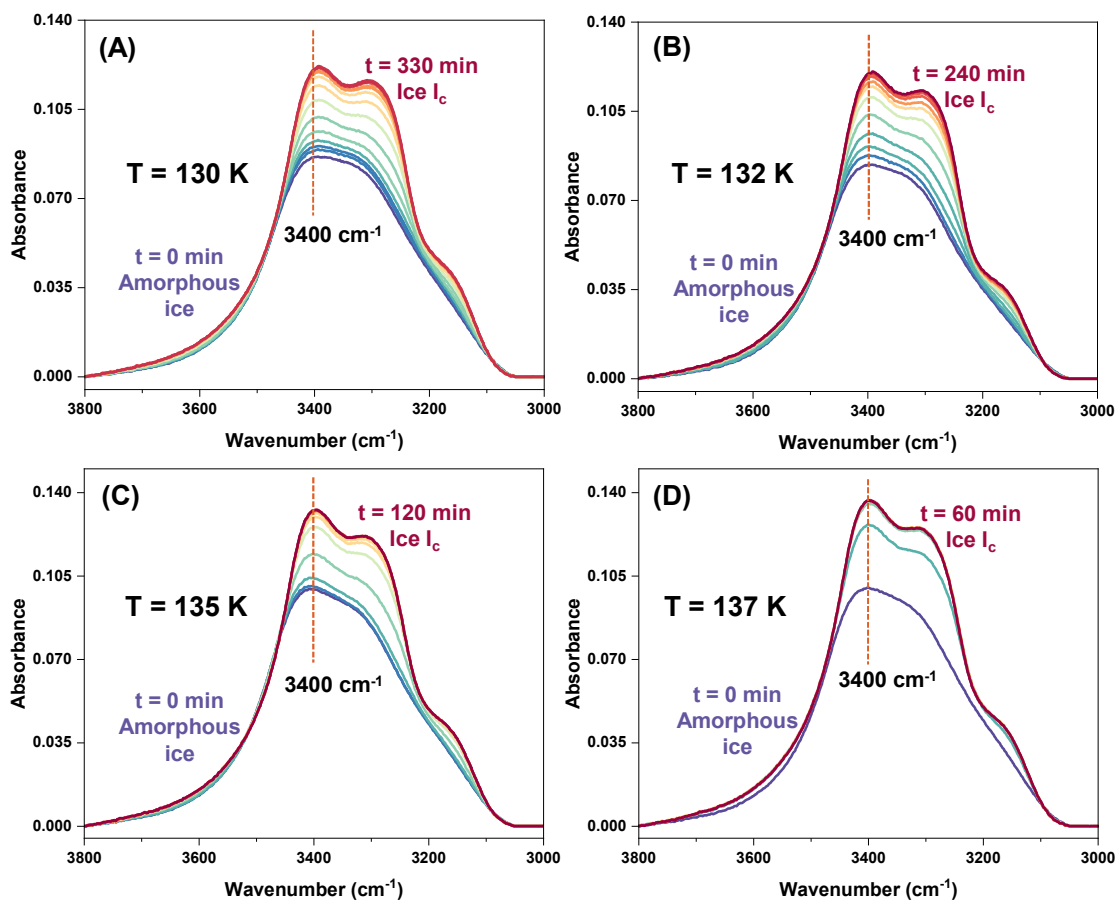 (A)
0.140
0.105
0.070
0.035
0.000
Absorbance
t = 330 min
Ice I_c
T = 130 K
3400 cm⁻¹
t = 0 min
Amorphous
ice
3800
3600
3400
3200
3000
Wavenumber (cm⁻¹)
(B)
0.140
0.105
0.070
0.035
0.000
Absorbance
t = 240 min
Ice I_c
T = 132 K
3400 cm⁻¹
t = 0 min
Amorphous
ice
3800
3600
3400
3200
3000
Wavenumber (cm⁻¹)
(C)
0.140
0.105
0.070
0.035
0.000
Absorbance
t = 120 min
Ice I_c
T = 135 K
3400 cm⁻¹
t = 0 min
Amorphous
ice
3800
3600
3400
3200
3000
Wavenumber (cm⁻¹)
(D)
0.140
0.105
0.070
0.035
0.000
Absorbance
t = 60 min
Ice I_c
T = 137 K
3400 cm⁻¹
t = 0 min
Amorphous
ice
3800
3600
3400
3200
3000
Wavenumber (cm⁻¹)